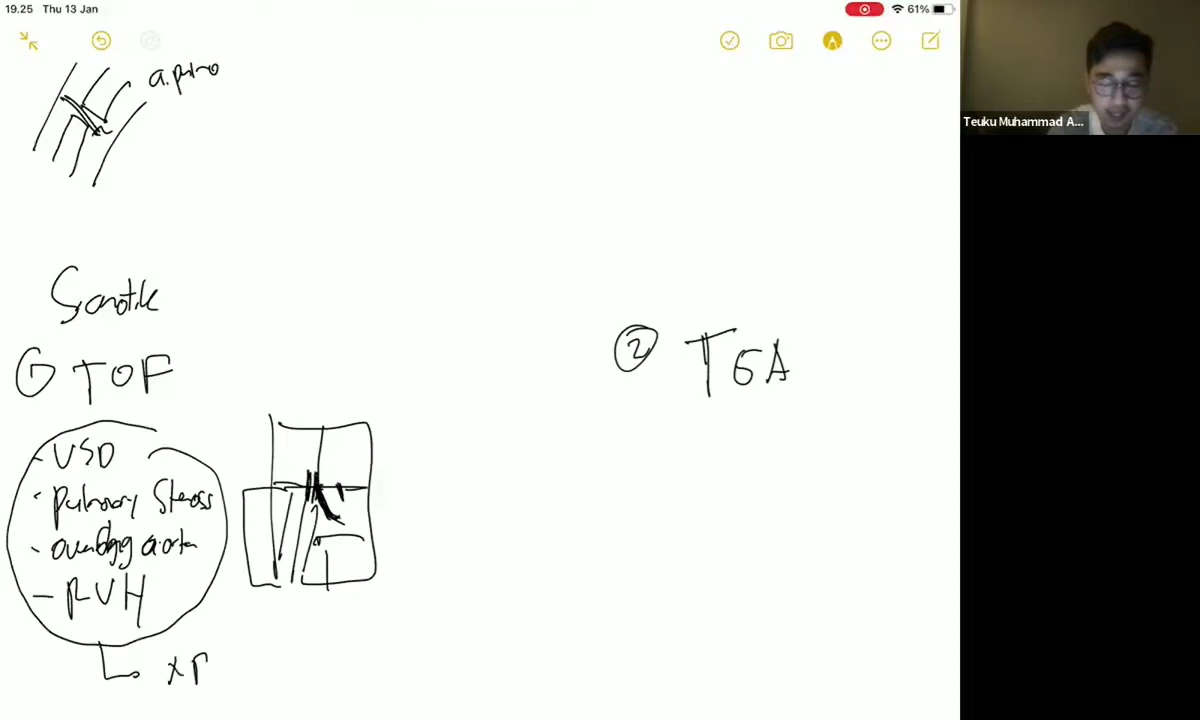 19.25 Thu 13 Jan
61%
a. pulmo
Teuku Muhammad A...
Sianotik
① TOF
② TGA
- VSD
- Pulmonary Stenosis
- overriding aorta
- RVH